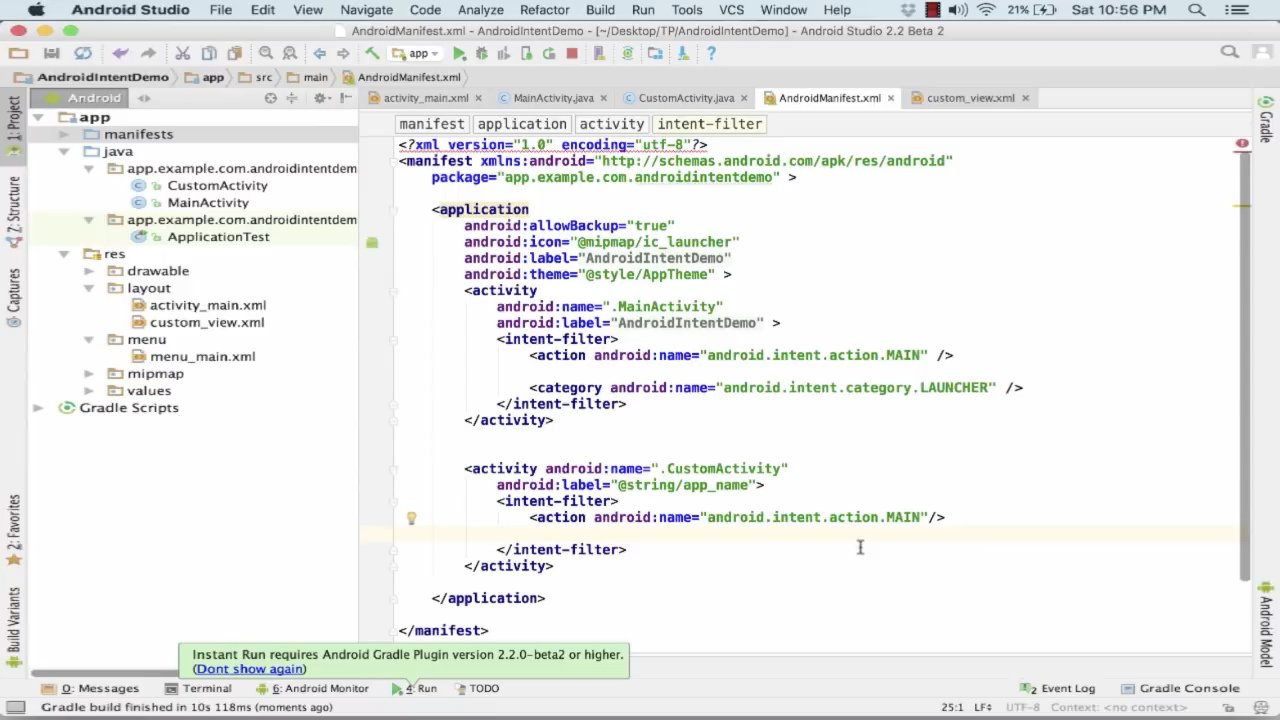 Android Studio File Edit View Navigate Code Analyze Refactor Build Run Tools VCS Window Help 21% Sat 10:56 PM
AndroidManifest.xml - AndroidIntentDemo - [~/Desktop/TP/AndroidIntentDemo] - Android Studio 2.2 Beta 2
app
AndroidIntentDemo app src main AndroidManifest.xml
Android activity_main.xml MainActivity.java CustomActivity.java AndroidManifest.xml custom_view.xml
1: Project
Z: Structure
Captures
2: Favorites
Build Variants
app
manifests
java
app.example.com.androidintentdem
CustomActivity
MainActivity
app.example.com.androidintentdem
ApplicationTest
res
drawable
layout
activity_main.xml
custom_view.xml
menu
menu_main.xml
mipmap
values
Gradle Scripts
manifest application activity intent-filter
<?xml version="1.0" encoding="utf-8"?>
<manifest xmlns:android="http://schemas.android.com/apk/res/android"
package="app.example.com.androidintentdemo" >
<application
android:allowBackup="true"
android:icon="@mipmap/ic_launcher"
android:label="AndroidIntentDemo"
android:theme="@style/AppTheme" >
<activity
android:name=".MainActivity"
android:label="AndroidIntentDemo" >
<intent-filter>
<action android:name="android.intent.action.MAIN" />
<category android:name="android.intent.category.LAUNCHER" />
</intent-filter>
</activity>
<activity android:name=".CustomActivity"
android:label="@string/app_name">
<intent-filter>
<action android:name="android.intent.action.MAIN"/>
</intent-filter>
</activity>
</application>
</manifest>
Gradle
Android Model
Instant Run requires Android Gradle Plugin version 2.2.0-beta2 or higher.
(Dont show again)
0: Messages Terminal 6: Android Monitor 4: Run TODO 2 Event Log Gradle Console
Gradle build finished in 10s 118ms (moments ago) 25:1 LF÷ UTF-8 Context: <no context>